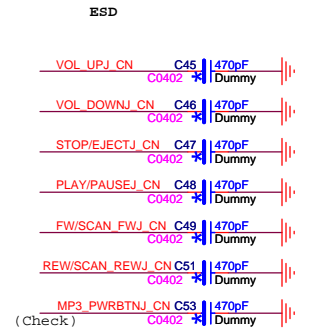 ESD
VOL_UPJ_CN C45 470pF
C0402 * Dummy
VOL_DOWNJ_CN C46 470pF
C0402 * Dummy
STOP/EJECTJ_CN C47 470pF
C0402 * Dummy
PLAY/PAUSEJ_CN C48 470pF
C0402 * Dummy
FW/SCAN_FWJ_CN C49 470pF
C0402 * Dummy
REW/SCAN_REWJ_CN C51 470pF
C0402 * Dummy
MP3_PWRBTNJ_CN C53 470pF
(Check) C0402 * Dummy